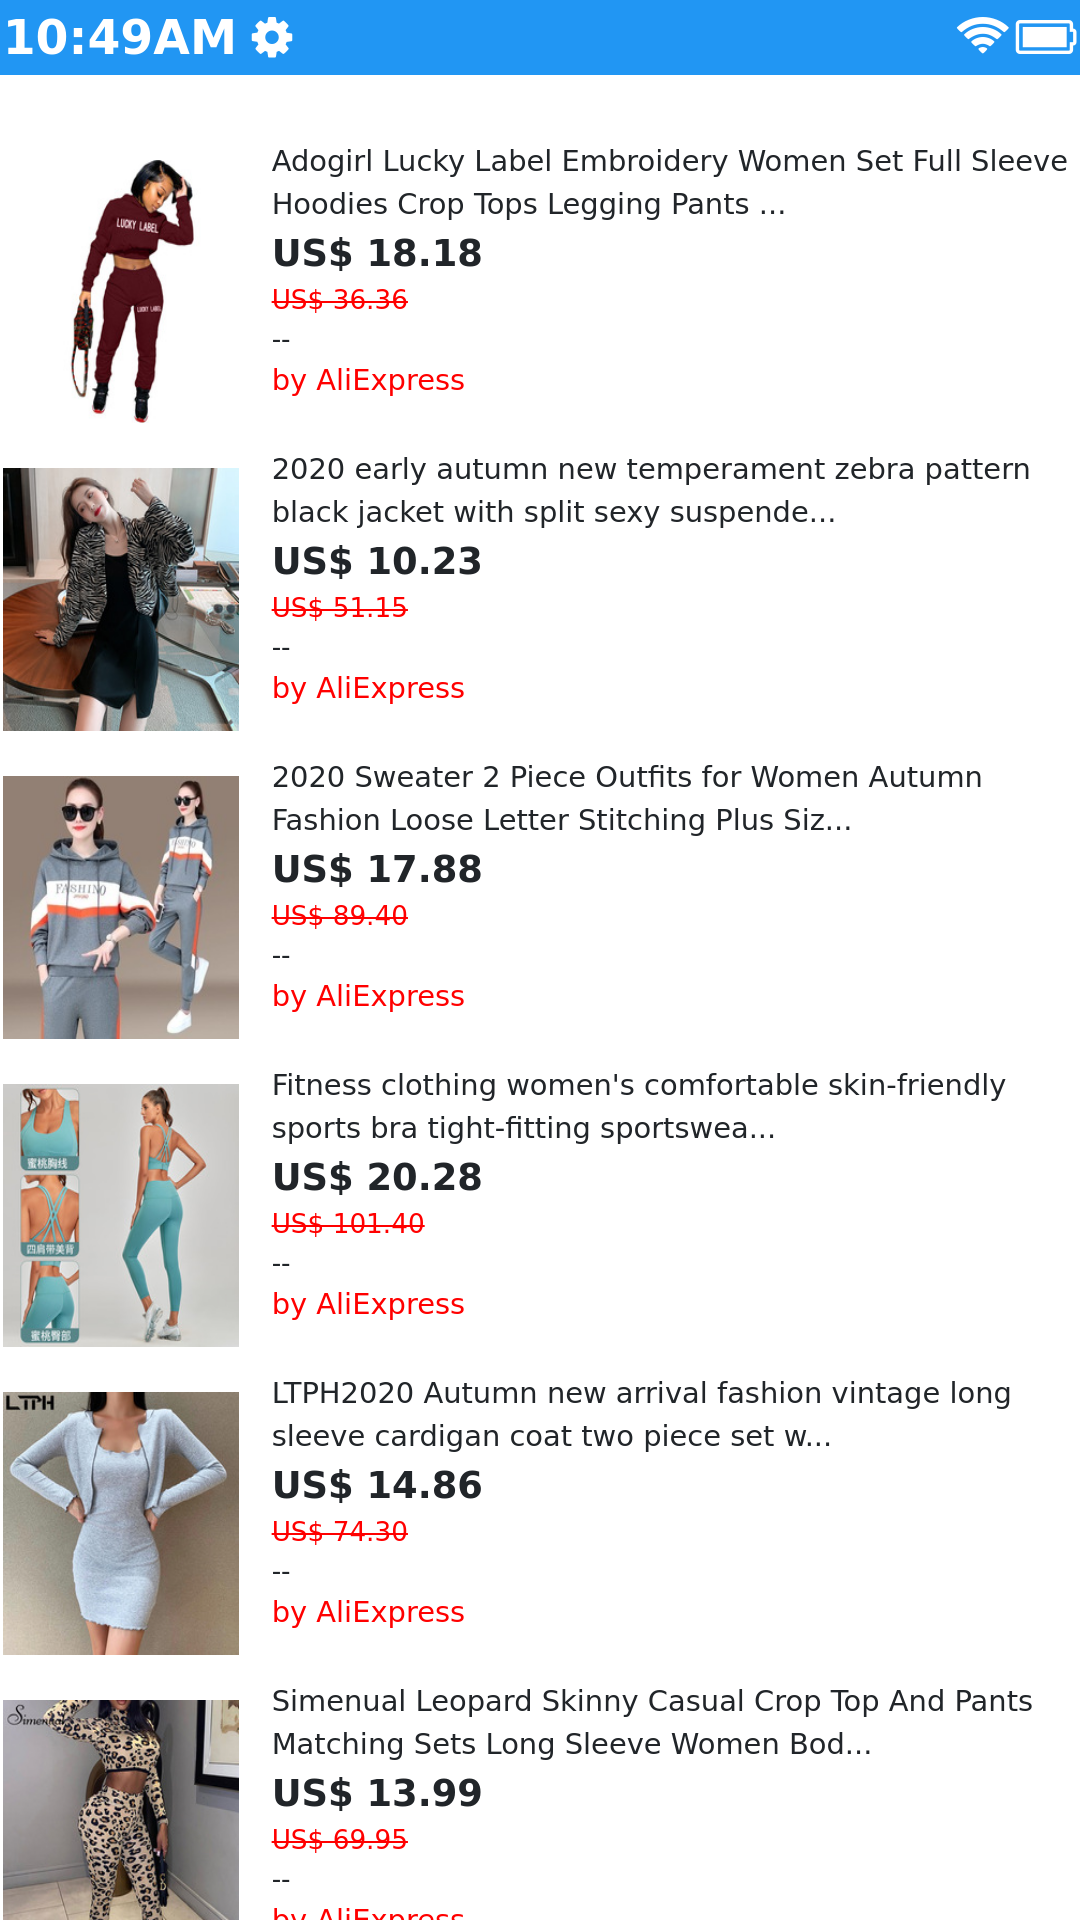 10:49AM
Adogirl Lucky Label Embroidery Women Set Full Sleeve
Hoodies Crop Tops Legging Pants ...
US$ 18.18
US$ 36.36
--
by AliExpress
LUCKY LABEL
LUCKY LABEL
2020 early autumn new temperament zebra pattern
black jacket with split sexy suspende...
US$ 10.23
US$ 51.15
--
by AliExpress
2020 Sweater 2 Piece Outfits for Women Autumn
Fashion Loose Letter Stitching Plus Siz...
US$ 17.88
US$ 89.40
--
by AliExpress
FASHINO
Fitness clothing women's comfortable skin-friendly
sports bra tight-fitting sportswea...
US$ 20.28
US$ 101.40
--
by AliExpress
蜜桃胸线
四肩带美背
蜜桃臀部
LTPH2020 Autumn new arrival fashion vintage long
sleeve cardigan coat two piece set w...
US$ 14.86
US$ 74.30
--
by AliExpress
LTPH
Simenual Leopard Skinny Casual Crop Top And Pants
Matching Sets Long Sleeve Women Bod...
US$ 13.99
US$ 69.95
--
by AliExpress